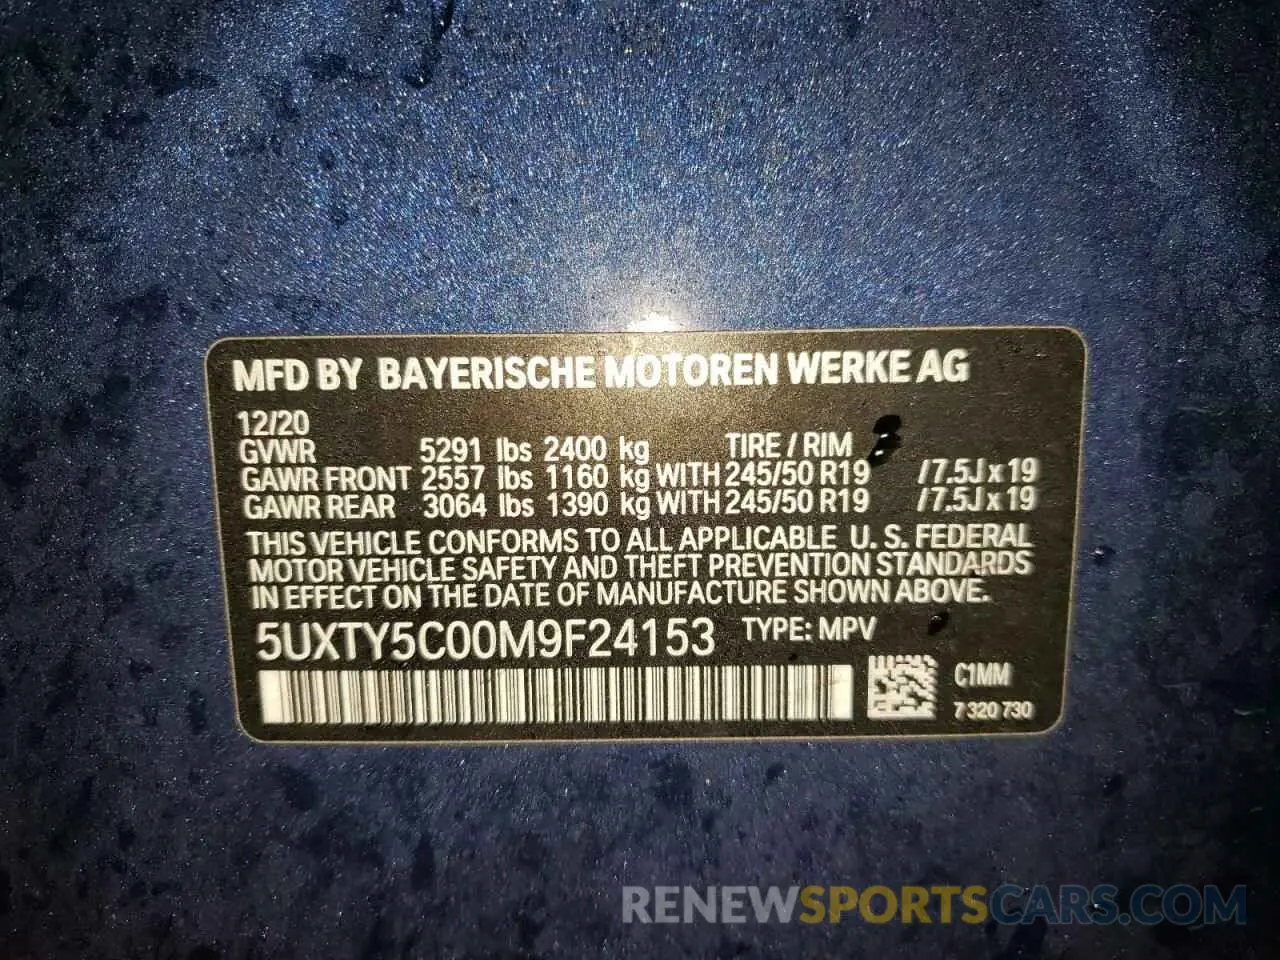 MFD BY BAYERISCHE MOTOREN WERKE AG
12/20
GVWR 5291 lbs 2400 kg TIRE / RIM
GAWR FRONT 2557 lbs 1160 kg WITH 245/50 R19 /7.5J x 19
GAWR REAR 3064 lbs 1390 kg WITH 245/50 R19 /7.5J x 19
THIS VEHICLE CONFORMS TO ALL APPLICABLE U. S. FEDERAL
MOTOR VEHICLE SAFETY AND THEFT PREVENTION STANDARDS
IN EFFECT ON THE DATE OF MANUFACTURE SHOWN ABOVE.
5UXTY5C00M9F24153 TYPE: MPV
C1MM
7 320 730
RENEWSPORTSCARS.COM